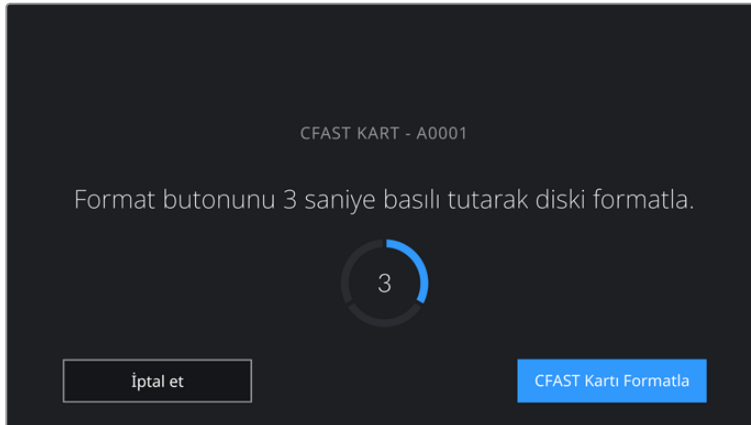 CFAST KART - A0001
Format butonunu 3 saniye basılı tutarak diski formatla.
3
İptal et
CFAST Kartı Formatla